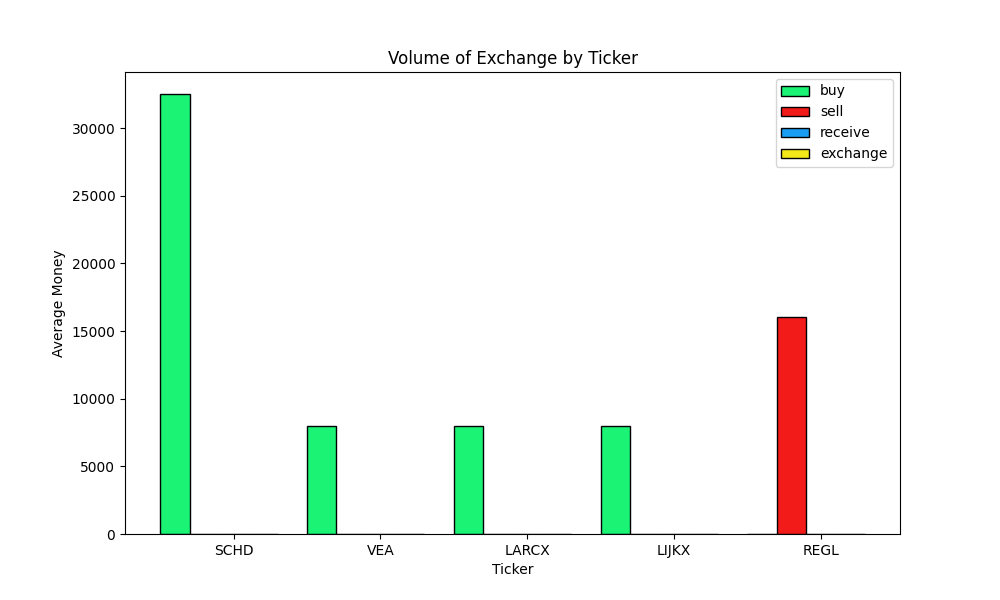 Volume of Exchange by Ticker
buy
sell
receive
exchange
30000
25000
20000
15000
10000
5000
0
Average Money
SCHD
VEA
LARCX
LIJKX
REGL
Ticker